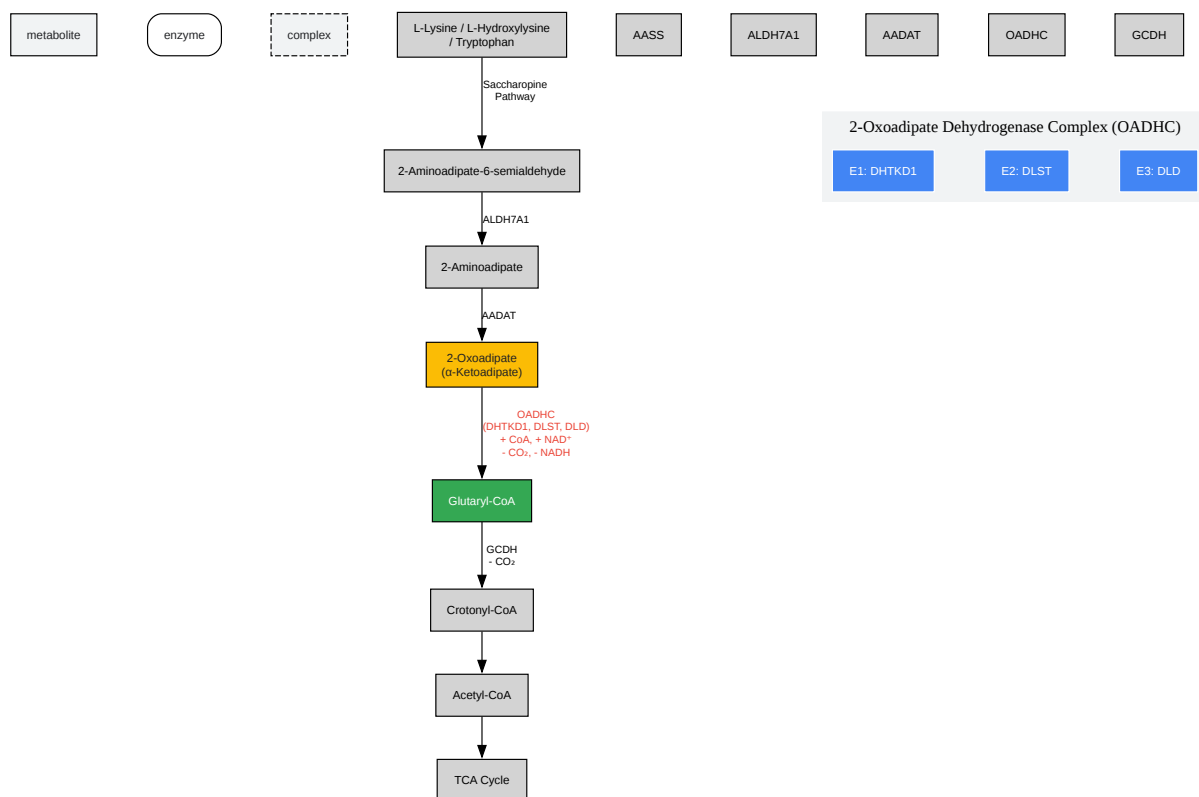 metabolite
enzyme
complex
L-Lysine / L-Hydroxylysine
/ Tryptophan
AASS
ALDH7A1
AADAT
OADHC
GCDH
Saccharopine
Pathway
2-Oxoadipate Dehydrogenase Complex (OADHC)
E1: DHTKD1
E2: DLST
E3: DLD
2-Aminoadipate-6-semialdehyde
ALDH7A1
2-Aminoadipate
AADAT
2-Oxoadipate
(α-Ketoadipate)
OADHC
(DHTKD1, DLST, DLD)
+ CoA, + NAD⁺
- CO₂, - NADH
Glutaryl-CoA
GCDH
- CO₂
Crotonyl-CoA
Acetyl-CoA
TCA Cycle